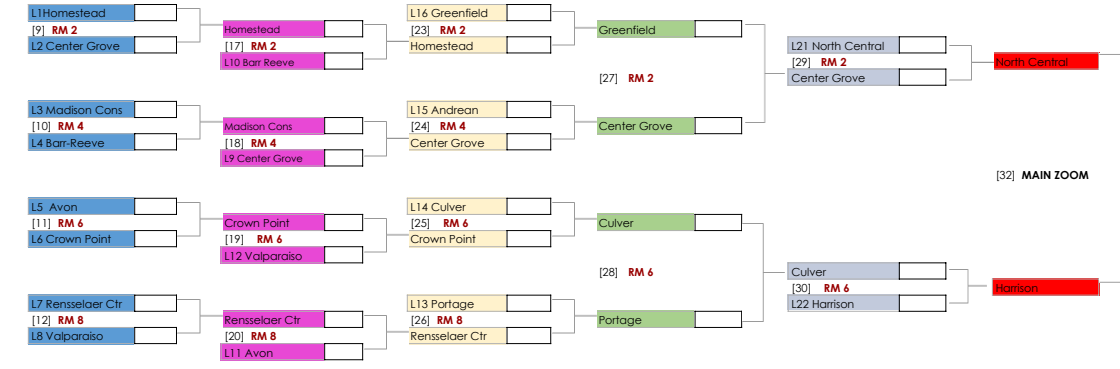 L1Homestead
[9] RM 2
L2 Center Grove
L3 Madison Cons
[10] RM 4
L4 Barr-Reeve
L5 Avon
[11] RM 6
L6 Crown Point
L7 Rensselaer Ctr
[12] RM 8
L8 Valparaiso
Homestead
[17] RM 2
L10 Barr Reeve
Madison Cons
[18] RM 4
L9 Center Grove
Crown Point
[19] RM 6
L12 Valparaiso
Rensselaer Ctr
[20] RM 8
L11 Avon
L16 Greenfield
[23] RM 2
Homestead
L15 Andrean
[24] RM 4
Center Grove
L14 Culver
[25] RM 6
Crown Point
L13 Portage
[26] RM 8
Rensselaer Ctr
Greenfield
[27] RM 2
Center Grove
Culver
[28] RM 6
Portage
L21 North Central
[29] RM 2
Center Grove
Culver
[30] RM 6
L22 Harrison
North Central
[32] MAIN ZOOM
Harrison